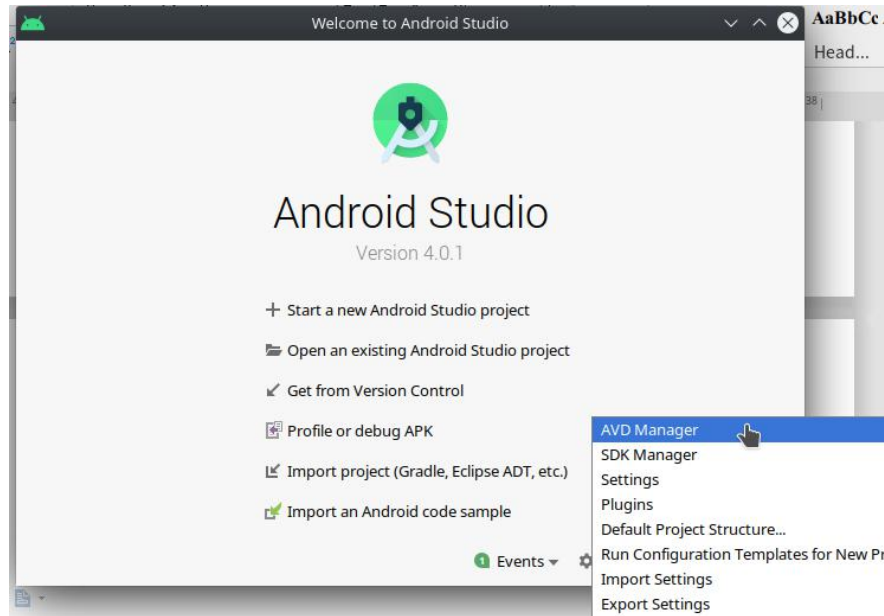 Welcome to Android Studio
AaBbCc
Head...
38
Android Studio
Version 4.0.1
Start a new Android Studio project
Open an existing Android Studio project
Get from Version Control
Profile or debug APK
Import project (Gradle, Eclipse ADT, etc.)
Import an Android code sample
1 Events
AVD Manager
SDK Manager
Settings
Plugins
Default Project Structure...
Run Configuration Templates for New Pr
Import Settings
Export Settings